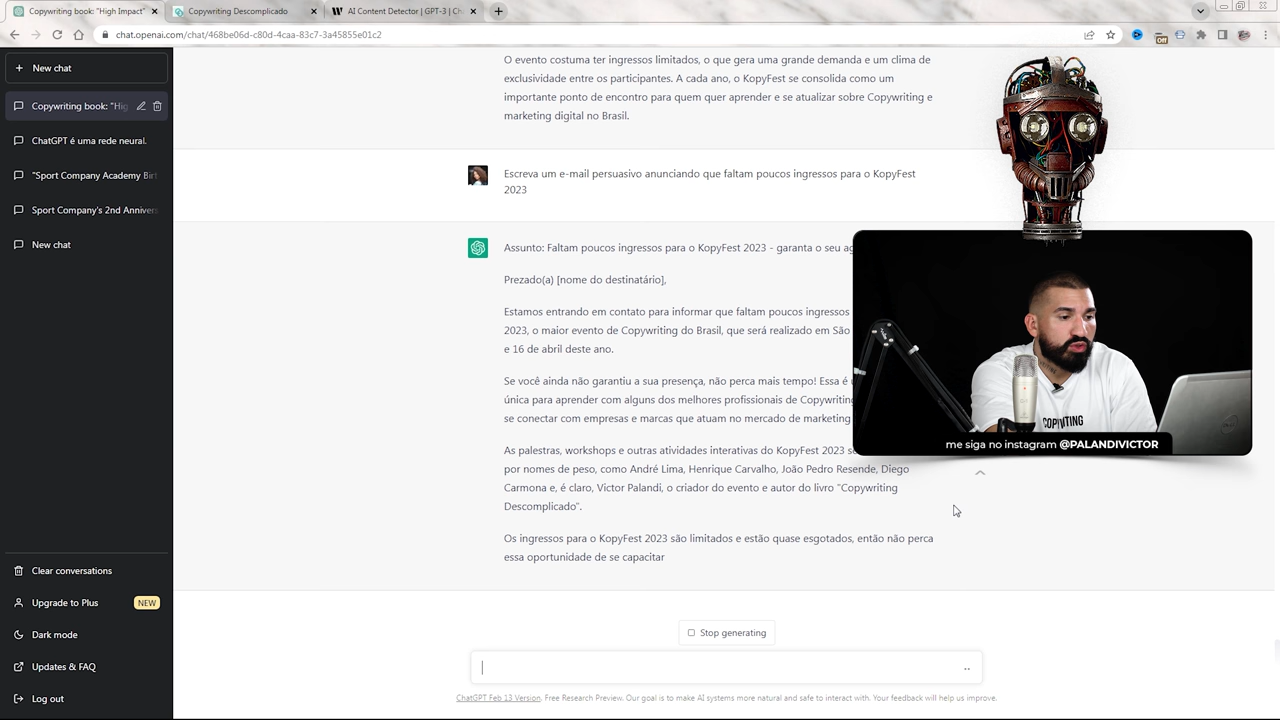 Copywriting book "High Impact"
Copywriting Descomplicado
AI Content Detector | GPT-3 | Ch
chat.openai.com/chat/468be06d-c80d-4caa-83c7-3a45855e01c2
Off
New chat
Copywriting book: "Hig
ChatGPT é uma rede neural.
"Sport Company Academy Birt
Sport Company's 2nd Annivers
New chat
Clear conversations
Upgrade to Plus NEW
Dark mode
Updates & FAQ
Log out
O evento costuma ter ingressos limitados, o que gera uma grande demanda e um clima de
exclusividade entre os participantes. A cada ano, o KopyFest se consolida como um
importante ponto de encontro para quem quer aprender e se atualizar sobre Copywriting e
marketing digital no Brasil.
Escreva um e-mail persuasivo anunciando que faltam poucos ingressos para o KopyFest
2023
Assunto: Faltam poucos ingressos para o KopyFest 2023 - garanta o seu ag
Prezado(a) [nome do destinatário],
Estamos entrando em contato para informar que faltam poucos ingressos
2023, o maior evento de Copywriting do Brasil, que será realizado em São
e 16 de abril deste ano.
Se você ainda não garantiu a sua presença, não perca mais tempo! Essa é
única para aprender com alguns dos melhores profissionais de Copywriting
se conectar com empresas e marcas que atuam no mercado de marketing
As palestras, workshops e outras atividades interativas do KopyFest 2023
por nomes de peso, como André Lima, Henrique Carvalho, João Pedro Resende, Diego
Carmona e, é claro, Victor Palandi, o criador do evento e autor do livro "Copywriting
Descomplicado".
Os ingressos para o KopyFest 2023 são limitados e estão quase esgotados, então não perca
essa oportunidade de se capacitar
me siga no instagram @PALANDIVICTOR
Stop generating
ChatGPT Feb 13 Version. Free Research Preview. Our goal is to make AI systems more natural and safe to interact with. Your feedback will help us improve.